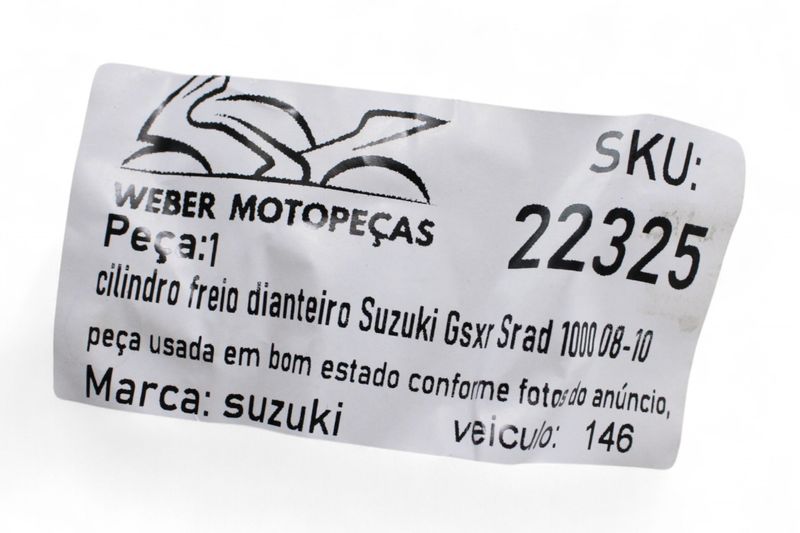 WEBER MOTOPEÇAS
SKU:
22325
Peça:1
cilindro freio dianteiro Suzuki Gsxr Srad 1000 08-10
peça usada em bom estado conforme fotos do anúncio,
Marca: suzuki
veiculo: 146